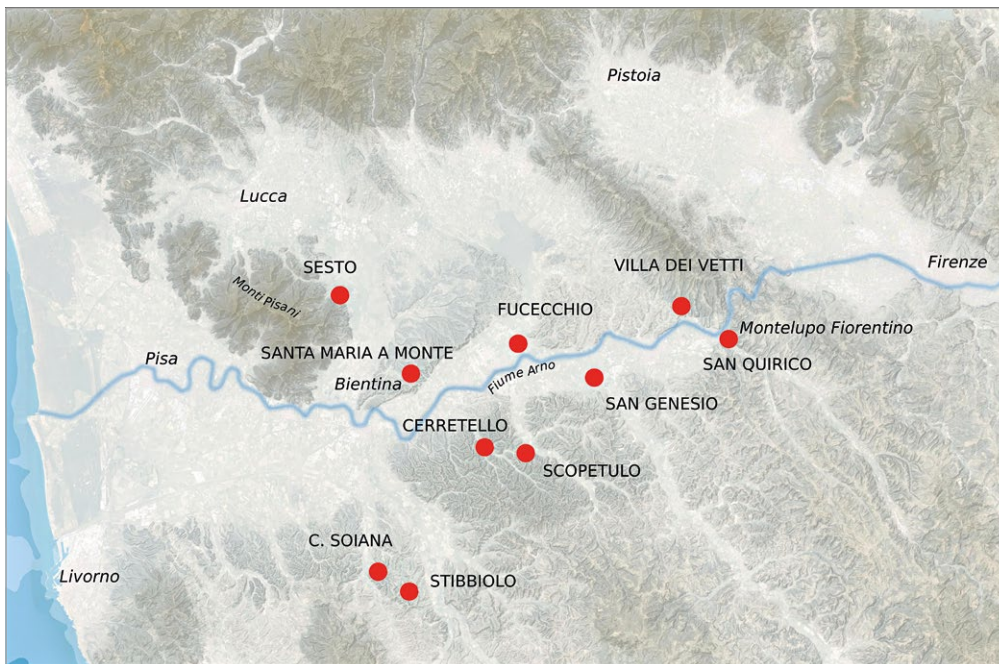 Pistoia
Lucca
Firenze
SESTO
VILLA DEI VETTI
Monti Pisani
FUCECCHIO
Montelupo Fiorentino
SANTA MARIA A MONTE
Pisa
SAN QUIRICO
Bientina
Fiume Arno
SAN GENESIO
CERRETELLO
SCOPETULO
C. SOIANA
Livorno
STIBBIOLO